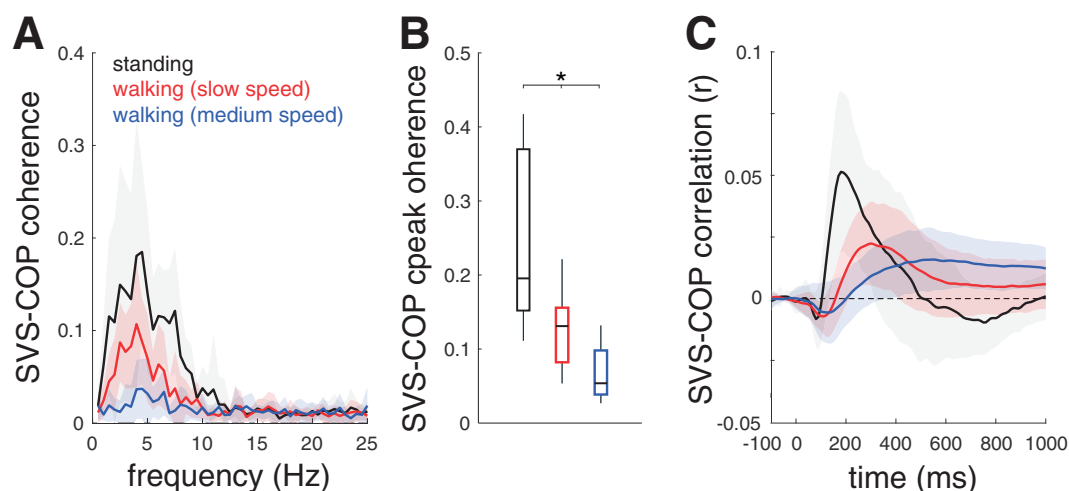 A
SVS-COP coherence
0.4
0.3
0.2
0.1
0
standing
walking (slow speed)
walking (medium speed)
0 5 10 15 20 25
frequency (Hz)
B
SVS-COP cpeak oherence
0.5
0.4
0.3
0.2
0.1
0
*
C
SVS-COP correlation (r)
0.1
0.05
0
-0.05
-100 0 200 400 600 800 1000
time (ms)